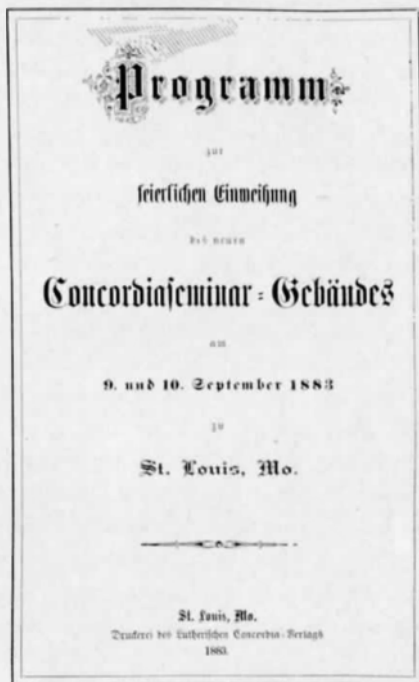 Programm
zur
feierlichen Einweihung
des neuen
Concordiaseminar-Gebäudes
am
9. und 10. September 1883
zu
St. Louis, Mo.
St. Louis, Mo.
Druckerei des Lutherischen Concordia-Verlags
1883.